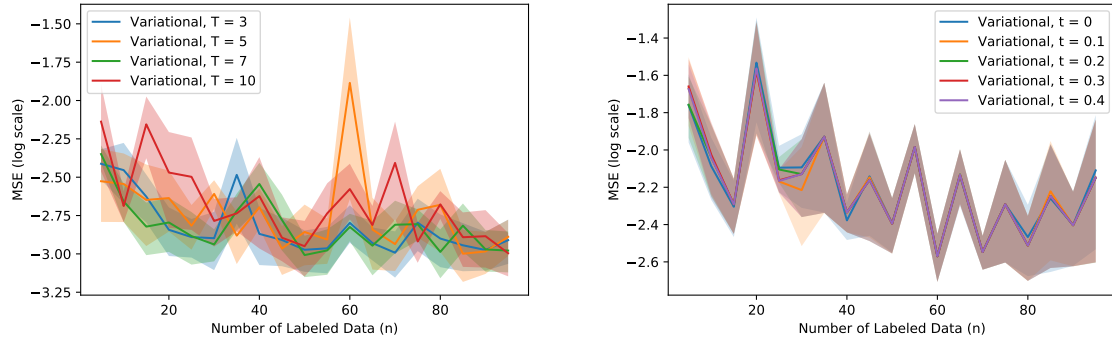 −1.50
−1.75
−2.00
−2.25
−2.50
−2.75
−3.00
−3.25
MSE (log scale)
Variational, T = 3
Variational, T = 5
Variational, T = 7
Variational, T = 10
20
40
60
80
Number of Labeled Data (n)
−1.4
−1.6
−1.8
−2.0
−2.2
−2.4
−2.6
MSE (log scale)
Variational, t = 0
Variational, t = 0.1
Variational, t = 0.2
Variational, t = 0.3
Variational, t = 0.4
20
40
60
80
Number of Labeled Data (n)